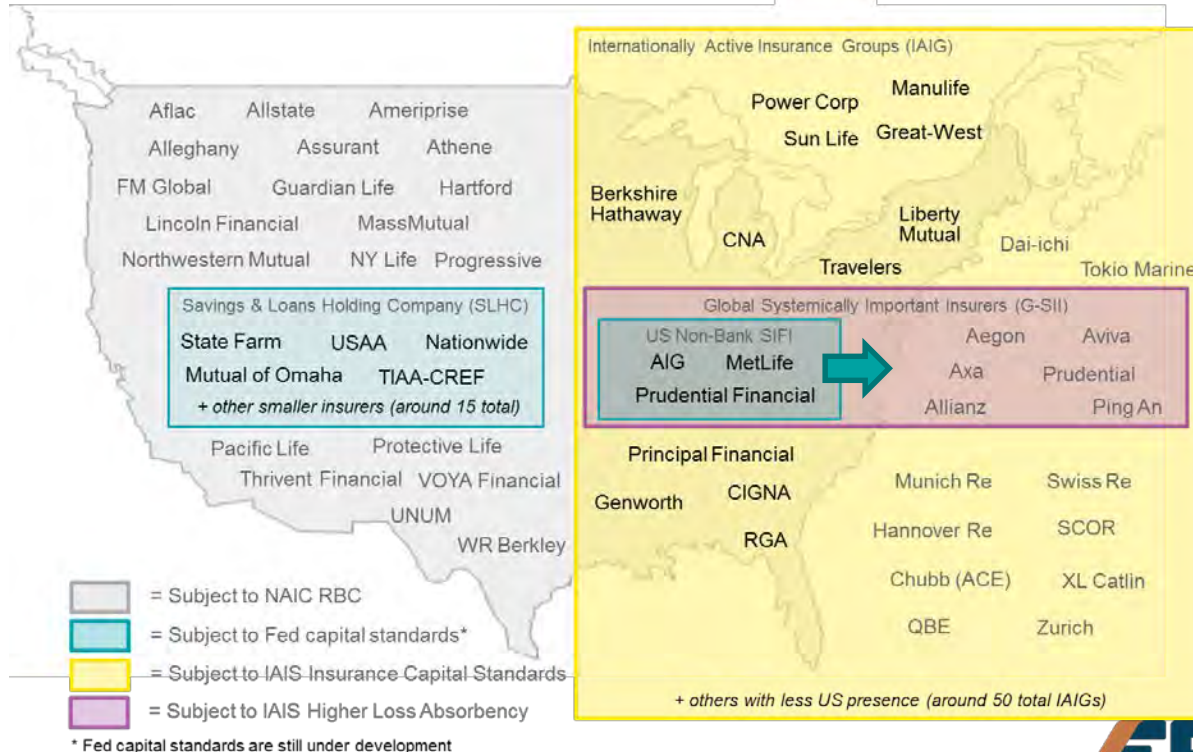 Internationally Active Insurance Groups (IAIG)
Aflac Allstate Ameriprise
Alleghany Assurant Athene
FM Global Guardian Life Hartford
Lincoln Financial MassMutual
Northwestern Mutual NY Life Progressive
Savings & Loans Holding Company (SLHC)
State Farm USAA Nationwide
Mutual of Omaha TIAA-CREF
+ other smaller insurers (around 15 total)
Pacific Life Protective Life
Thrivent Financial VOYA Financial
UNUM
WR Berkley
Power Corp Manulife
Sun Life Great-West
Berkshire
Hathaway
CNA
Liberty
Mutual
Travelers
Dai-ichi
Tokio Marine
Global Systemically Important Insurers (G-SII)
US Non-Bank SIFI
AIG MetLife
Prudential Financial
Aegon Aviva
Axa Prudential
Allianz Ping An
Principal Financial
Genworth CIGNA
RGA
Munich Re Swiss Re
Hannover Re SCOR
Chubb (ACE) XL Catlin
QBE Zurich
+ others with less US presence (around 50 total IAIGs)
= Subject to NAIC RBC
= Subject to Fed capital standards*
= Subject to IAIS Insurance Capital Standards
= Subject to IAIS Higher Loss Absorbency
* Fed capital standards are still under development